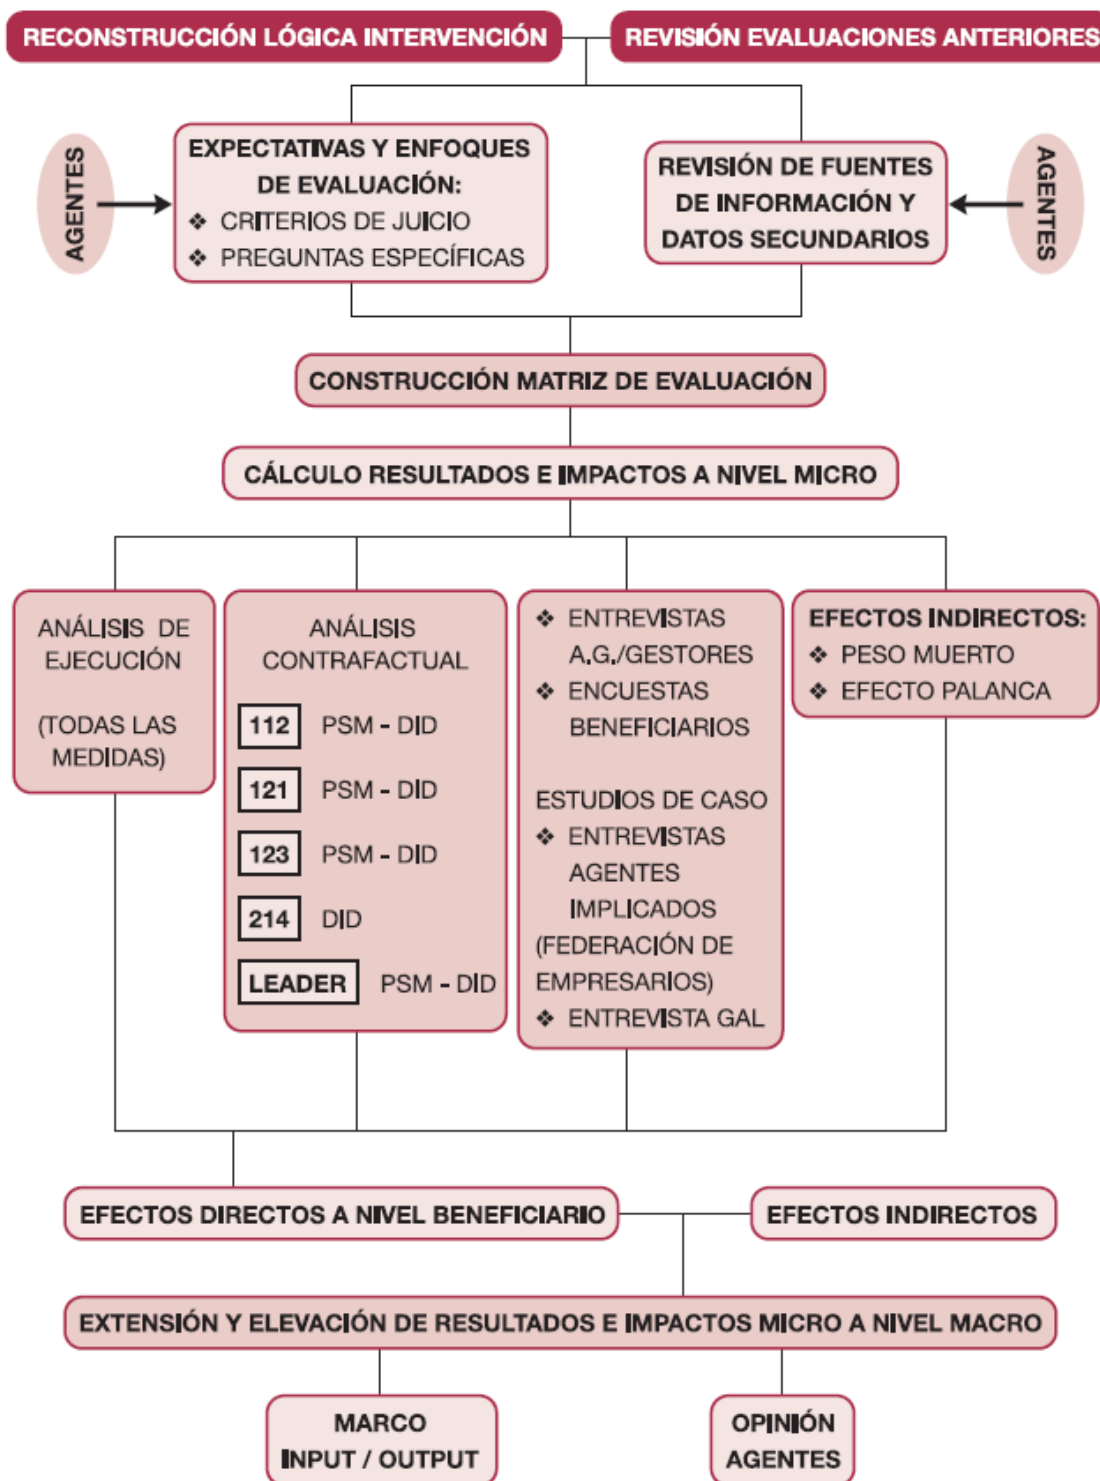 RECONSTRUCCIÓN LÓGICA INTERVENCIÓN
REVISIÓN EVALUACIONES ANTERIORES
AGENTES
EXPECTATIVAS Y ENFOQUES
DE EVALUACIÓN:
❖ CRITERIOS DE JUICIO
❖ PREGUNTAS ESPECÍFICAS
REVISIÓN DE FUENTES
DE INFORMACIÓN Y
DATOS SECUNDARIOS
AGENTES
CONSTRUCCIÓN MATRIZ DE EVALUACIÓN
CÁLCULO RESULTADOS E IMPACTOS A NIVEL MICRO
ANÁLISIS DE
EJECUCIÓN
(TODAS LAS
MEDIDAS)
ANÁLISIS
CONTRAFACTUAL
112 PSM - DID
121 PSM - DID
123 PSM - DID
214 DID
LEADER PSM - DID
❖ ENTREVISTAS
A.G./GESTORES
❖ ENCUESTAS
BENEFICIARIOS
ESTUDIOS DE CASO
❖ ENTREVISTAS
AGENTES
IMPLICADOS
(FEDERACIÓN DE
EMPRESARIOS)
❖ ENTREVISTA GAL
EFECTOS INDIRECTOS:
❖ PESO MUERTO
❖ EFECTO PALANCA
EFECTOS DIRECTOS A NIVEL BENEFICIARIO
EFECTOS INDIRECTOS
EXTENSIÓN Y ELEVACIÓN DE RESULTADOS E IMPACTOS MICRO A NIVEL MACRO
MARCO
INPUT / OUTPUT
OPINIÓN
AGENTES